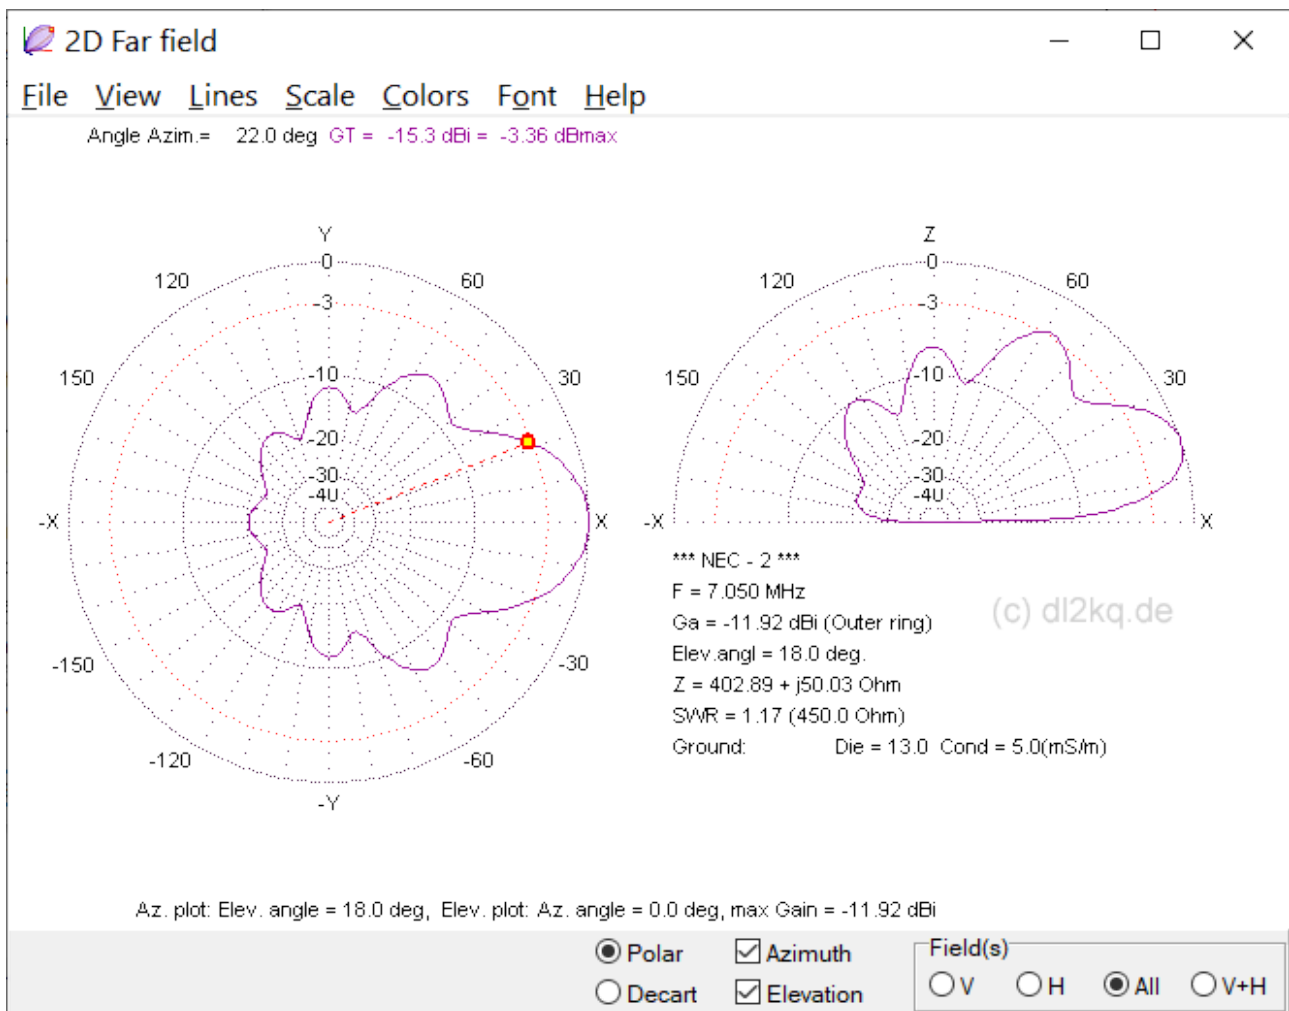 2D Far field
File View Lines Scale Colors Font Help
Angle Azim.= 22.0 deg GT = -15.3 dBi = -3.36 dBmax
Y
0
-3
-10
-20
-30
-40
120
60
150
30
-X
X
-150
-30
-120
-60
-Y
Z
0
-3
-10
-20
-30
-40
120
60
150
30
-X
X
*** NEC - 2 ***
F = 7.050 MHz
Ga = -11.92 dBi (Outer ring)
(c) dl2kq.de
Elev.angl = 18.0 deg.
Z = 402.89 + j50.03 Ohm
SWR = 1.17 (450.0 Ohm)
Ground: Die = 13.0 Cond = 5.0(mS/m)
Az. plot: Elev. angle = 18.0 deg, Elev. plot: Az. angle = 0.0 deg, max Gain = -11.92 dBi
Polar Azimuth Field(s)
Decart Elevation V H All V+H